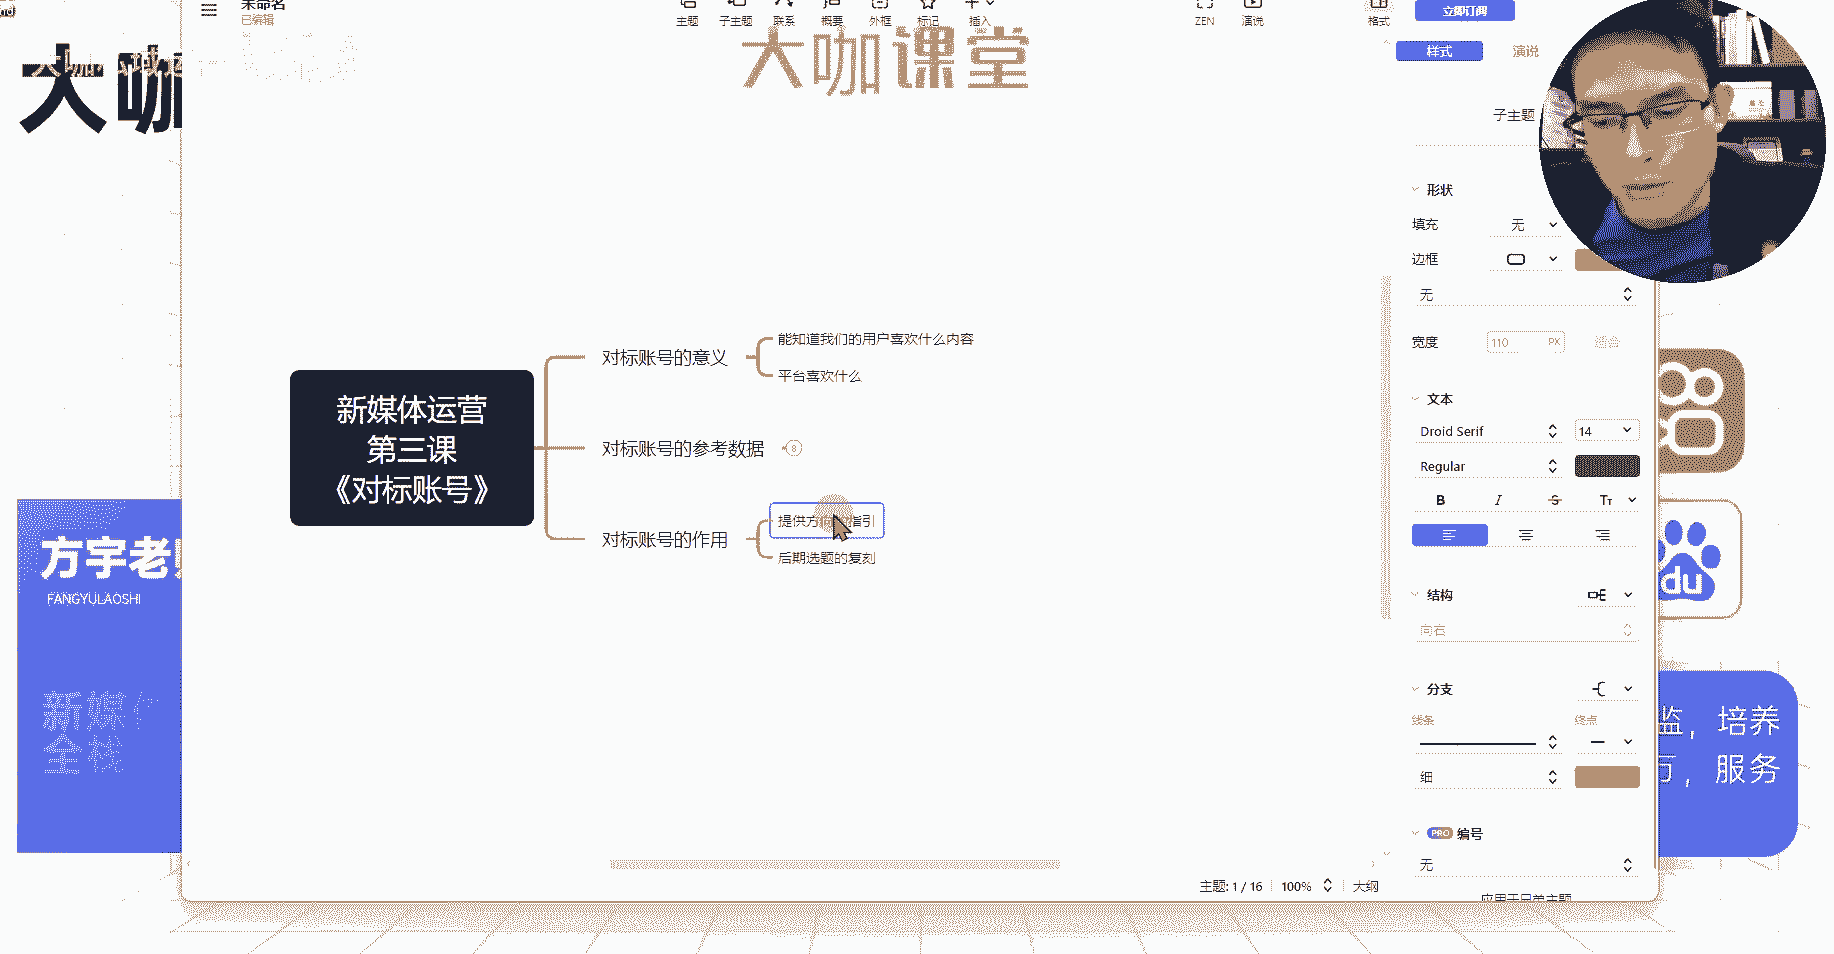 未命名
已编辑
主题
子主题
联系
概要
外框
标记
插入
ZEN
演说
格式
立即订阅
大咖课堂
大咖
样式
演说
子主题
形状
填充
无
边框
无
宽度
110
PX
适合
文本
Droid Serif
14
Regular
B
I
S
TT
结构
向右
分支
线条
终点
细
PRO
编号
无
新媒体运营
第三课
《对标账号》
对标账号的意义
能知道我们的用户喜欢什么内容
平台喜欢什么
对标账号的参考数据
8
对标账号的作用
提供方
指引
后期选题的复刻
方宇老
FANGYULAOSHI
新媒
全栈
du
监，培养
万，服务
主题: 1 / 16
100%
大纲